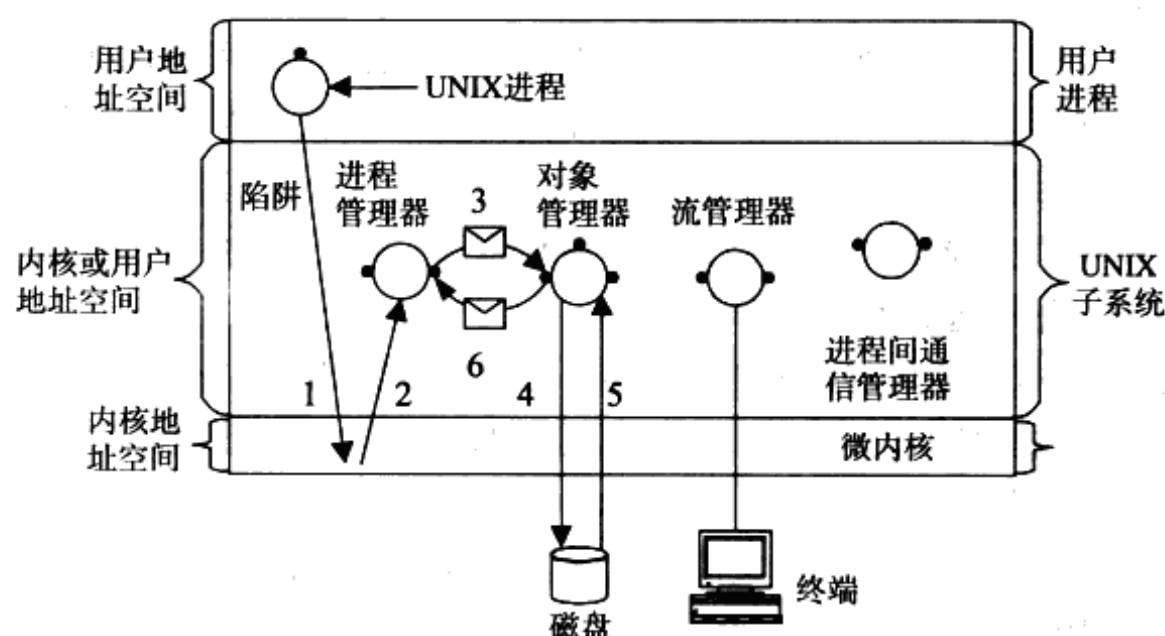 用户地
址空间
UNIX进程
用户
进程
陷阱
进程
管理器
3
对象
管理器
流管理器
内核或用户
地址空间
UNIX
子系统
6
进程间通
信管理器
1
2
4
5
内核地
址空间
微内核
终端
磁盘